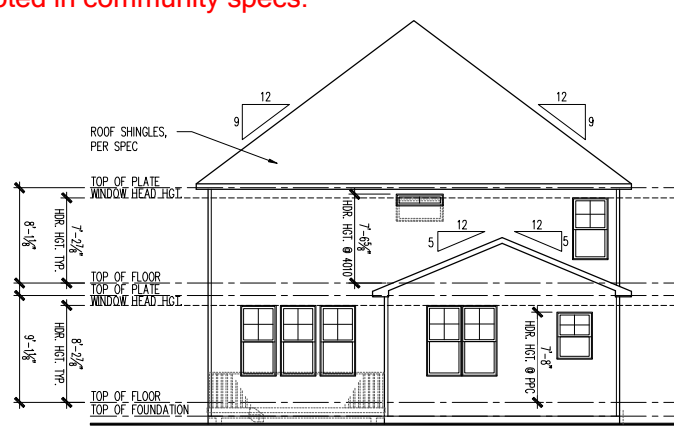 oted in community specs.
12
9
12
9
ROOF SHINGLES,
PER SPEC
TOP OF PLATE
WINDOW HEAD HGT.
8'-1⅛"
HDR. HGT. TYP.
7'-2⅞"
HDR. HGT. @ 4010
7'-6⅝"
12
5
12
5
TOP OF FLOOR
TOP OF PLATE
WINDOW HEAD HGT.
9'-1⅛"
HDR. HGT. TYP.
8'-2⅞"
HDR. HGT. @ PPC
7'-8"
TOP OF FLOOR
TOP OF FOUNDATION